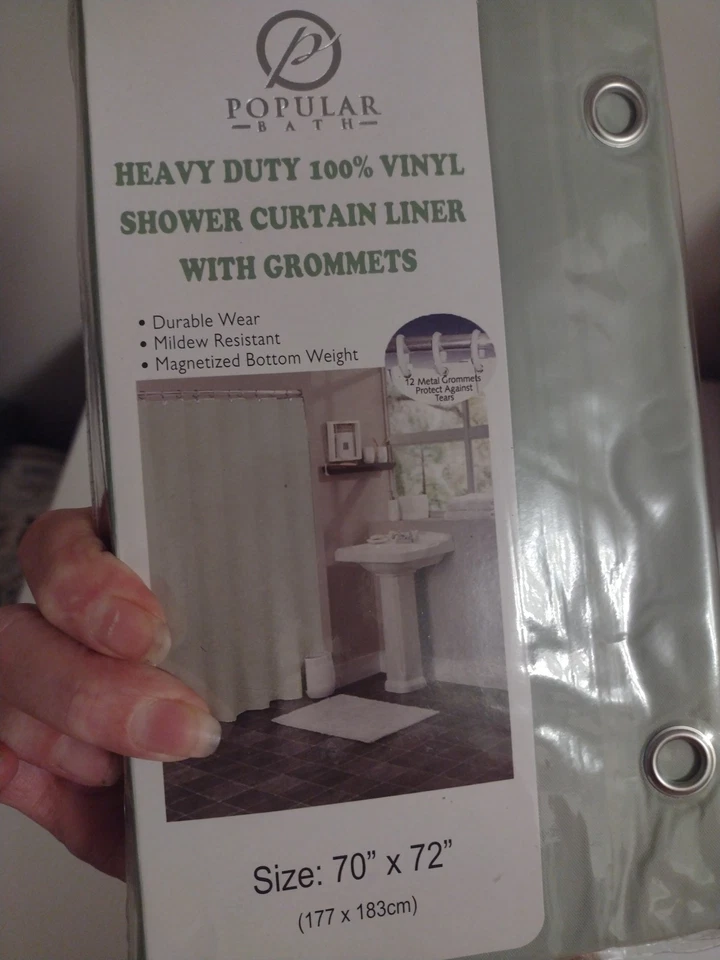 POPULAR
BATH
HEAVY DUTY 100% VINYL
SHOWER CURTAIN LINER
WITH GROMMETS
• Durable Wear
• Mildew Resistant
• Magnetized Bottom Weight
12 Metal Grommets
Protect Against
Tears
Size: 70” x 72”
(177 x 183cm)